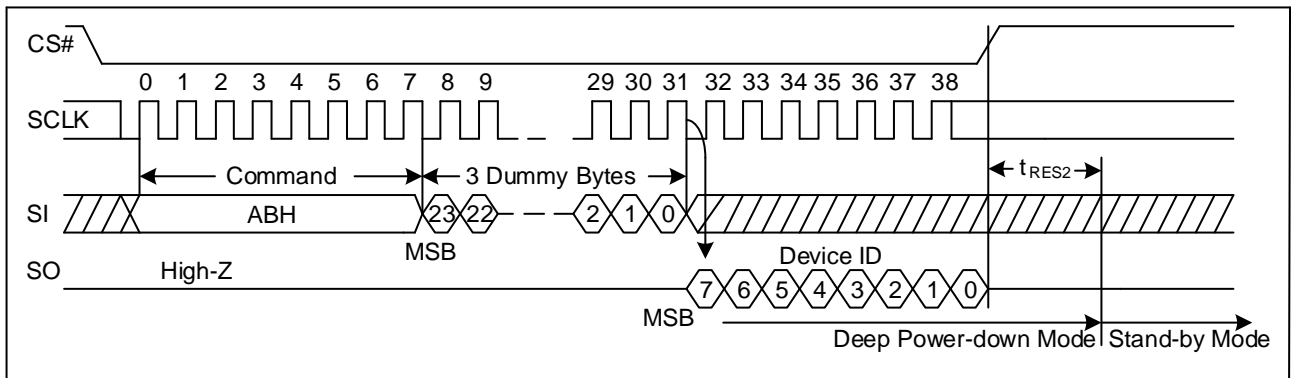 CS#
0 1 2 3 4 5 6 7 8 9 29 30 31 32 33 34 35 36 37 38
SCLK
Command 3 Dummy Bytes tRES2
SI ABH 23 22 2 1 0
MSB
SO High-Z Device ID
7 6 5 4 3 2 1 0
MSB
Deep Power-down Mode Stand-by Mode